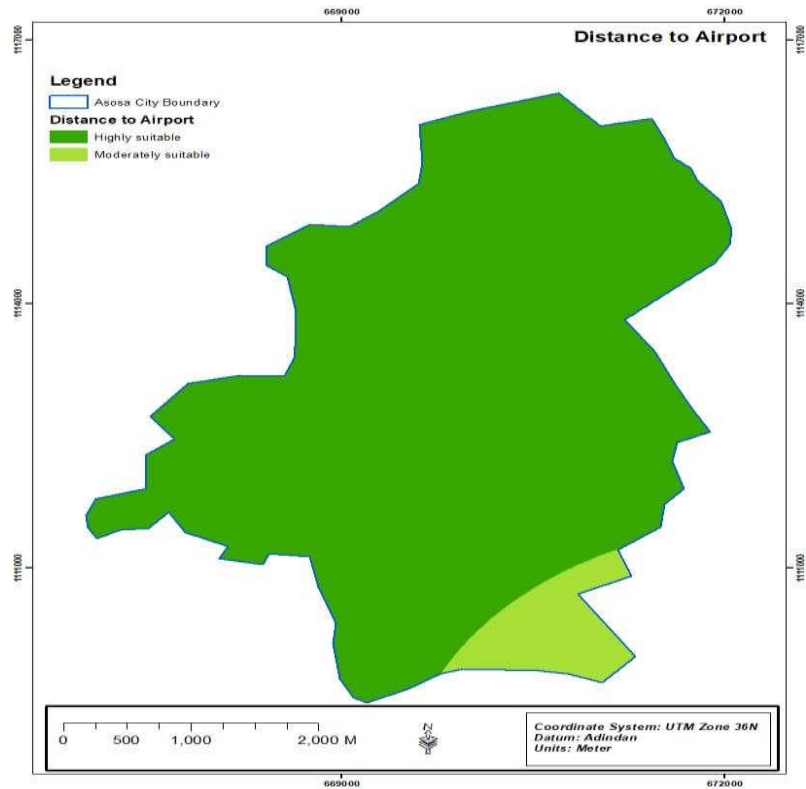 669000 672000
Distance to Airport
1117000 1117000
Legend
Asosa City Boundary
Distance to Airport
Highly suitable
Moderately suitable
1114000 1114000
1111000 1111000
0 500 1,000 2,000 M
N
Coordinate System: UTM Zone 36N
Datum: Adindan
Units: Meter
669000 672000